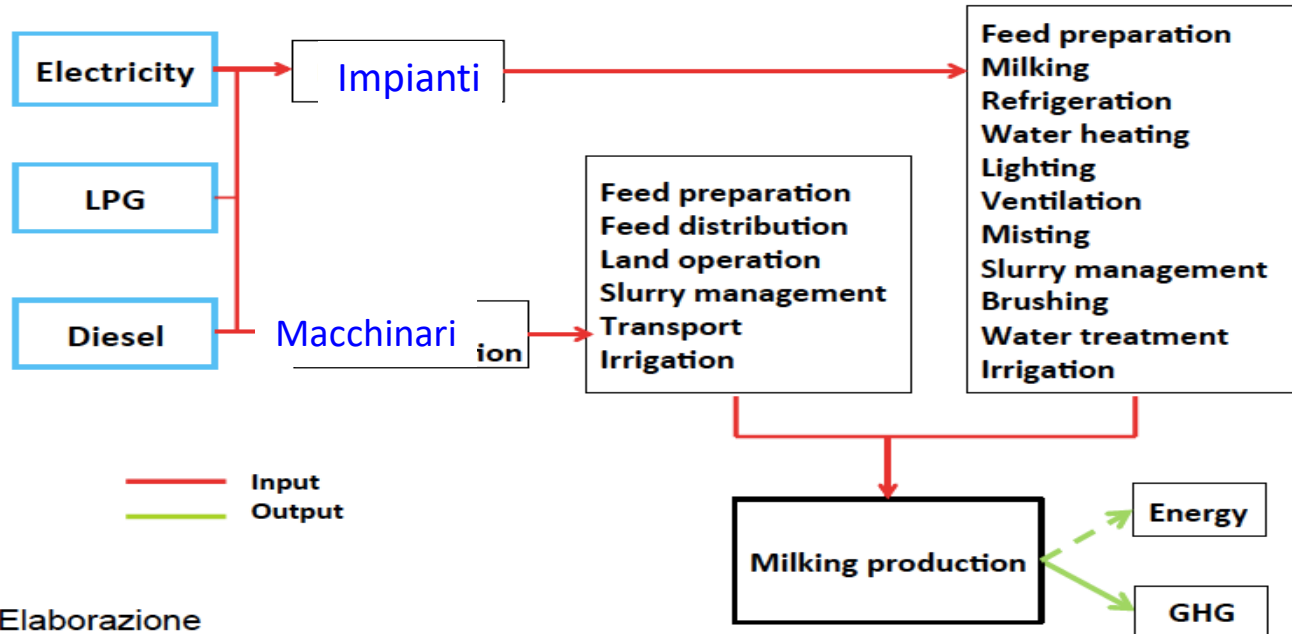 Electricity
LPG
Diesel
Impianti
Macchinari
ion
Feed preparation
Feed distribution
Land operation
Slurry management
Transport
Irrigation
Feed preparation
Milking
Refrigeration
Water heating
Lighting
Ventilation
Misting
Slurry management
Brushing
Water treatment
Irrigation
Input
Output
Milking production
Energy
GHG
Elaborazione